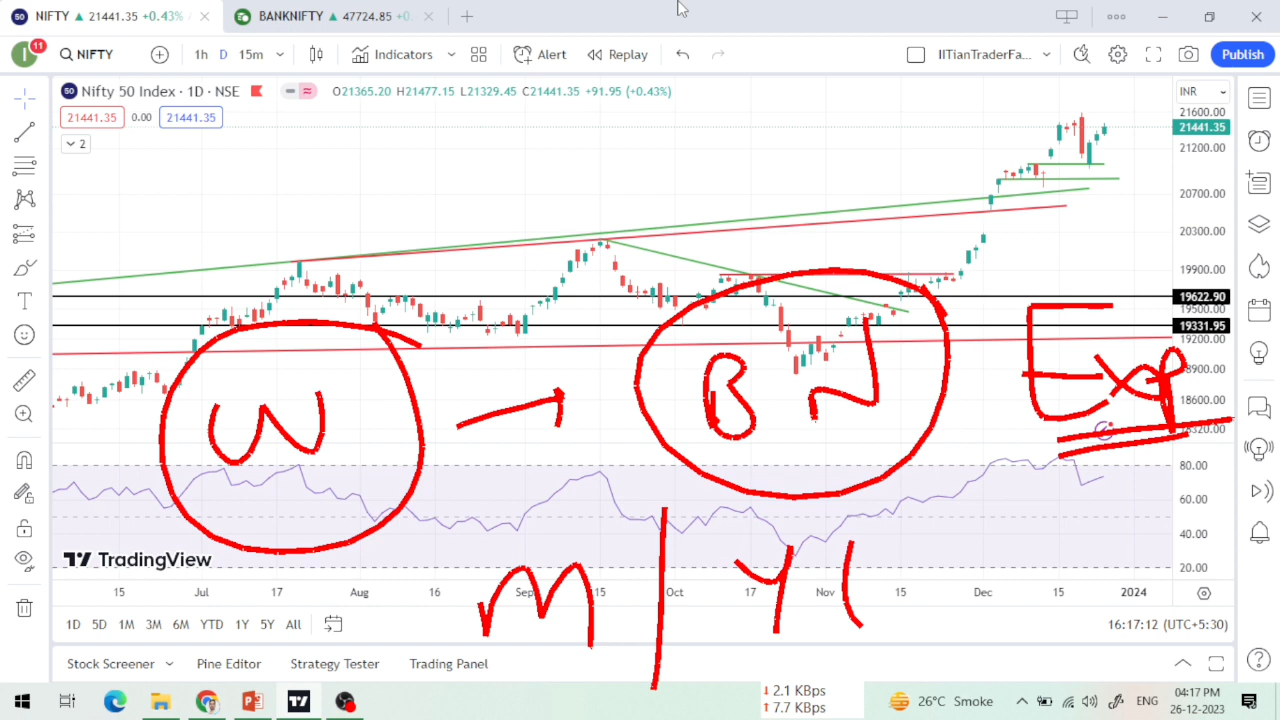 50 NIFTY ▲ 21441.35 +0.43% BANKNIFTY ▲ 47724.85 +0.
11 NIFTY 1h D 15m Indicators Alert Replay IITianTraderFa... Publish
50 Nifty 50 Index · 1D · NSE O21365.20 H21477.15 L21329.45 C21441.35 +91.95 (+0.43%) INR
21441.35 0.00 21441.35
2
21600.00
21441.35
21200.00
20700.00
20300.00
19900.00
19622.90
19500.00
19331.95
19200.00
18900.00
18600.00
18320.00
N BN Exp
80.00
60.00
40.00
20.00
TradingView
M
15 Jul 17 Aug 16 Sep 15 Oct 17 Nov 15 Dec 15 2024
1D 5D 1M 3M 6M YTD 1Y 5Y All 16:17:12 (UTC+5:30)
Stock Screener Pine Editor Strategy Tester Trading Panel
2.1 KBps
7.7 KBps
26°C Smoke ENG 04:17 PM
26-12-2023